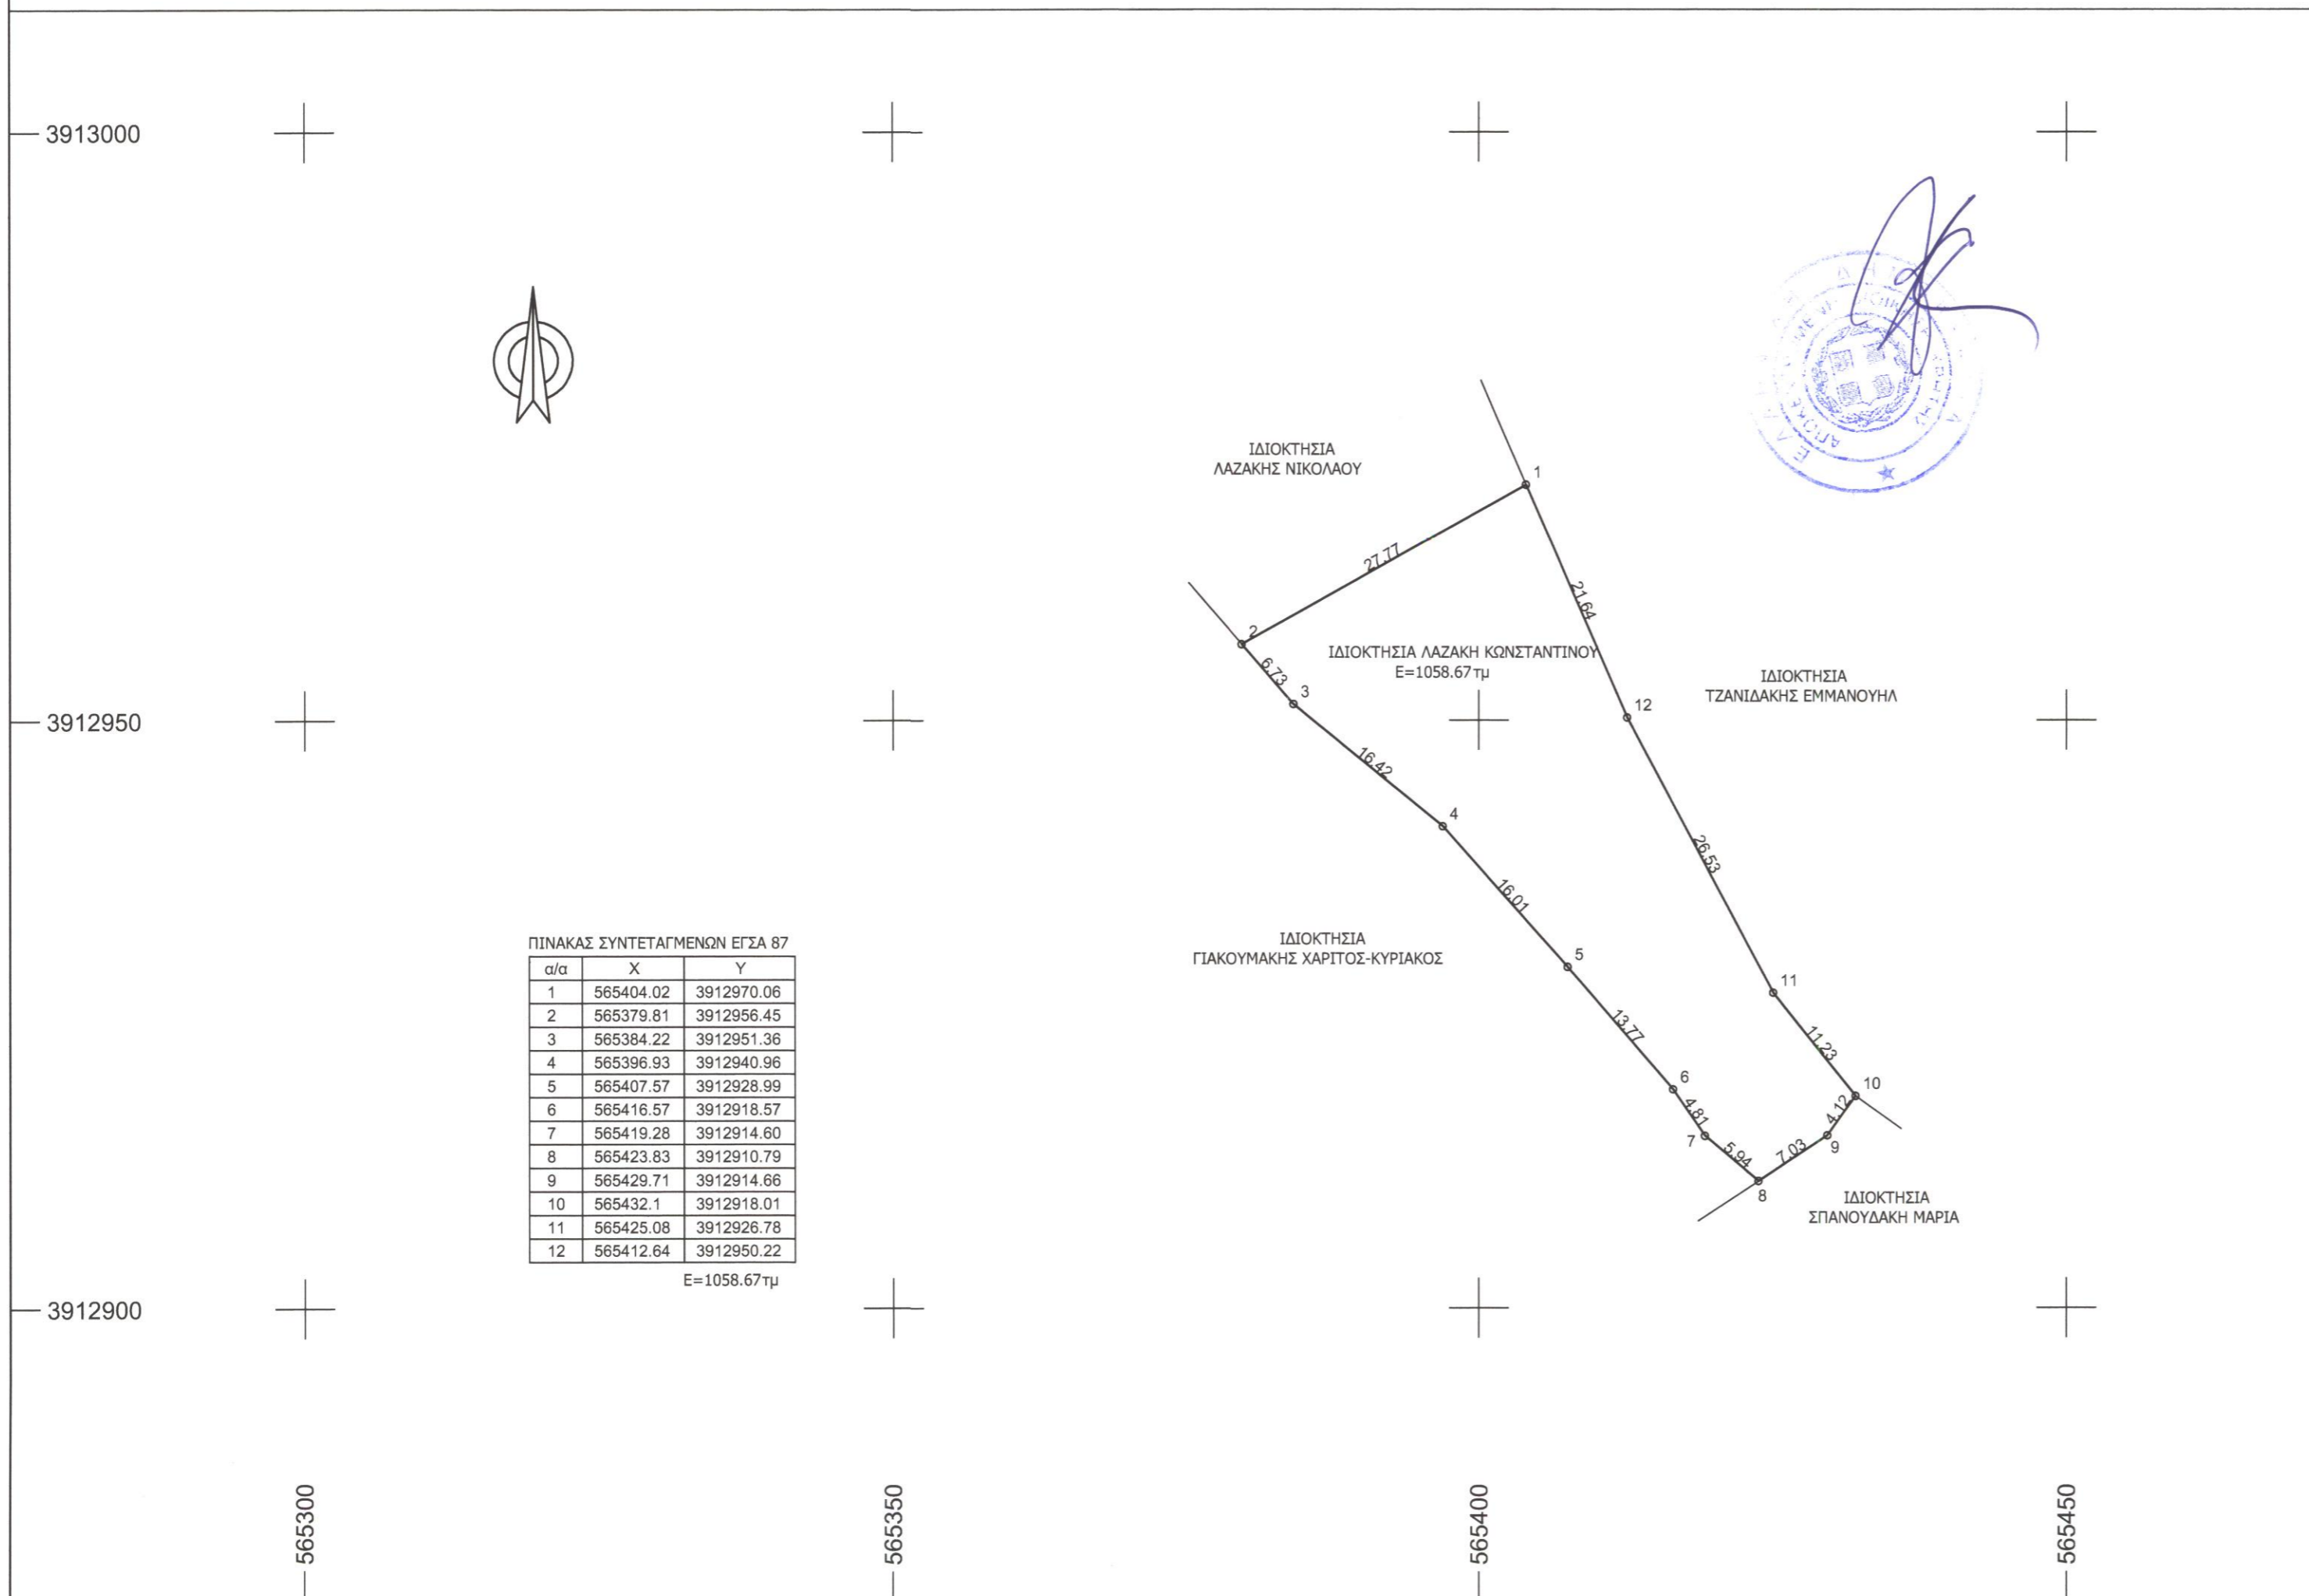 3913000
ΙΔΙΟΚΤΗΣΙΑ
ΛΑΖΑΚΗΣ ΝΙΚΟΛΑΟΥ
1
27.77
21.64
2
6.73
3
ΙΔΙΟΚΤΗΣΙΑ ΛΑΖΑΚΗ ΚΩΝΣΤΑΝΤΙΝΟΥ
Ε=1058.67τμ
ΙΔΙΟΚΤΗΣΙΑ
ΤΖΑΝΙΔΑΚΗΣ ΕΜΜΑΝΟΥΗΛ
12
3912950
16.42
4
26.53
16.01
ΙΔΙΟΚΤΗΣΙΑ
ΓΙΑΚΟΥΜΑΚΗΣ ΧΑΡΙΤΟΣ-ΚΥΡΙΑΚΟΣ
5
11
13.77
11.23
6
10
4.81
4.12
7
5.94
7.03
9
8
ΙΔΙΟΚΤΗΣΙΑ
ΣΠΑΝΟΥΔΑΚΗ ΜΑΡΙΑ
ΠΙΝΑΚΑΣ ΣΥΝΤΕΤΑΓΜΕΝΩΝ ΕΓΣΑ 87
α/α Χ Υ
1 565404.02 3912970.06
2 565379.81 3912956.45
3 565384.22 3912951.36
4 565396.93 3912940.96
5 565407.57 3912928.99
6 565416.57 3912918.57
7 565419.28 3912914.60
8 565423.83 3912910.79
9 565429.71 3912914.66
10 565432.1 3912918.01
11 565425.08 3912926.78
12 565412.64 3912950.22
Ε=1058.67τμ
3912900
565300
565350
565400
565450